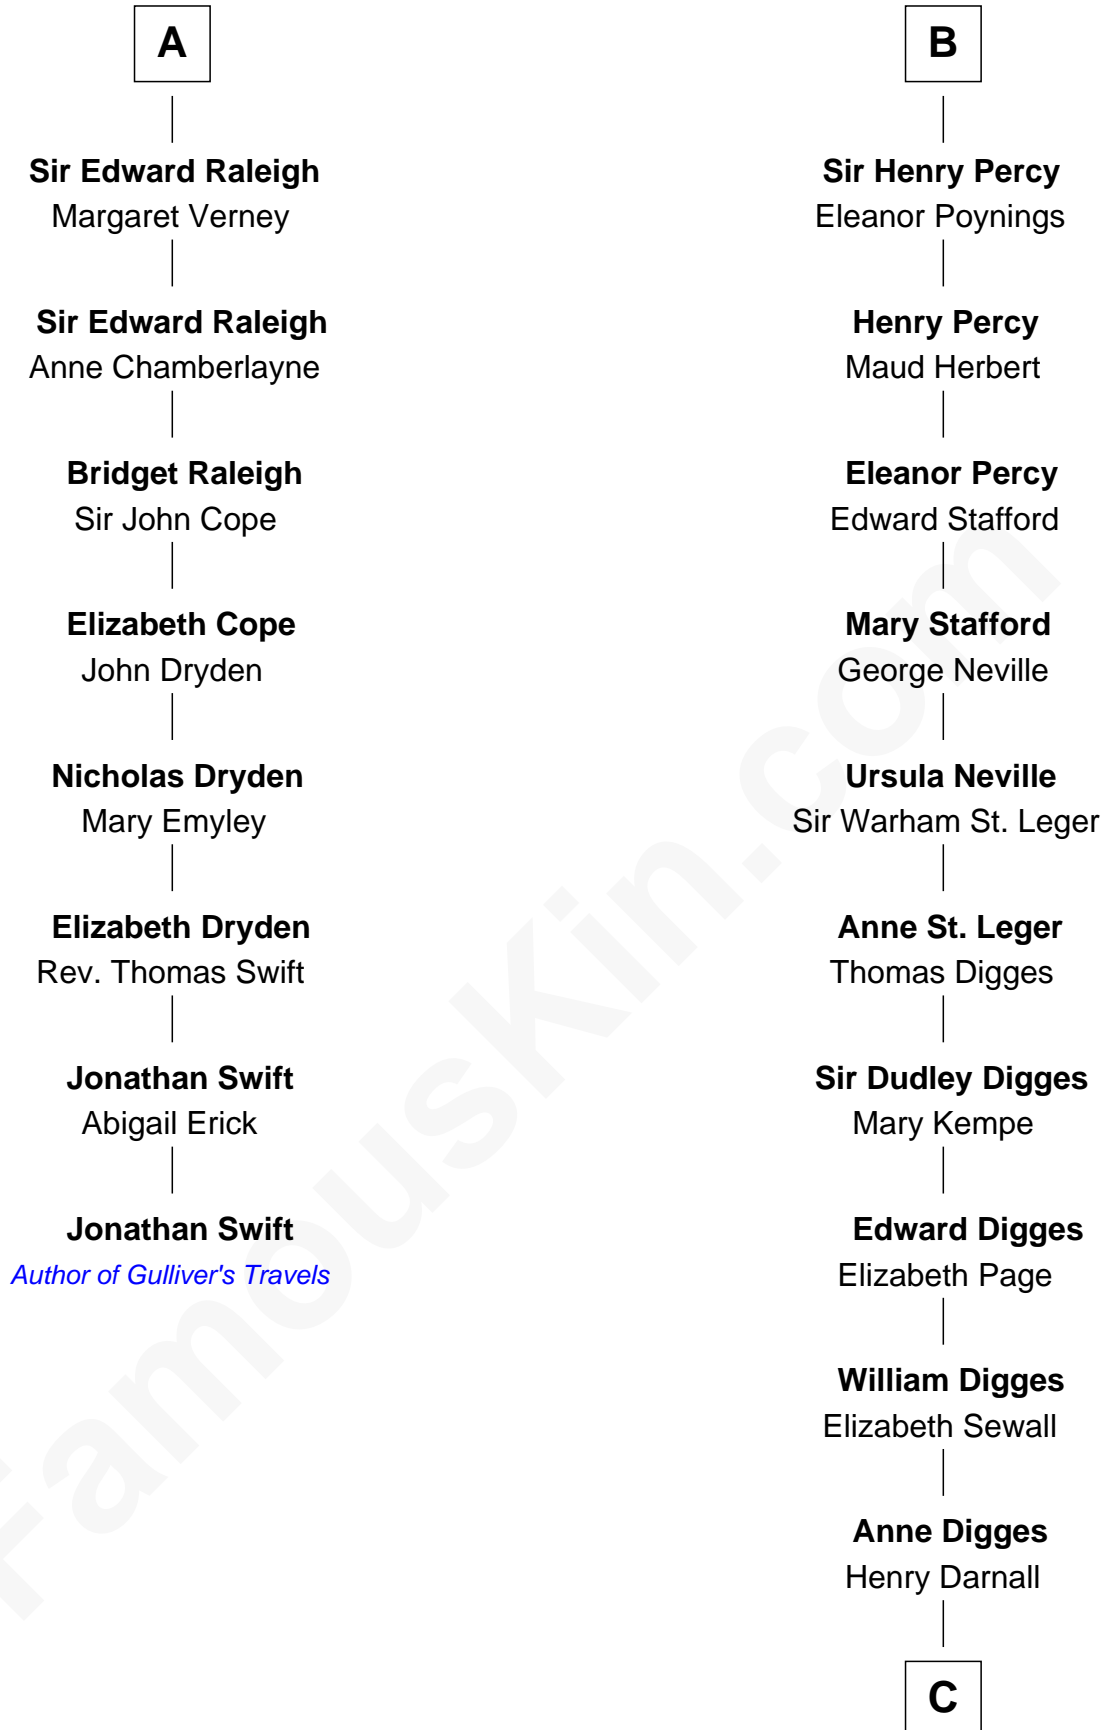 A
Sir Edward Raleigh
Margaret Verney
Sir Edward Raleigh
Anne Chamberlayne
Bridget Raleigh
Sir John Cope
Elizabeth Cope
John Dryden
Nicholas Dryden
Mary Emyley
Elizabeth Dryden
Rev. Thomas Swift
Jonathan Swift
Abigail Erick
Jonathan Swift
Author of Gulliver's Travels
B
Sir Henry Percy
Eleanor Poynings
Henry Percy
Maud Herbert
Eleanor Percy
Edward Stafford
Mary Stafford
George Neville
Ursula Neville
Sir Warham St. Leger
Anne St. Leger
Thomas Digges
Sir Dudley Digges
Mary Kempe
Edward Digges
Elizabeth Page
William Digges
Elizabeth Sewall
Anne Digges
Henry Darnall
C
FamousKin.com